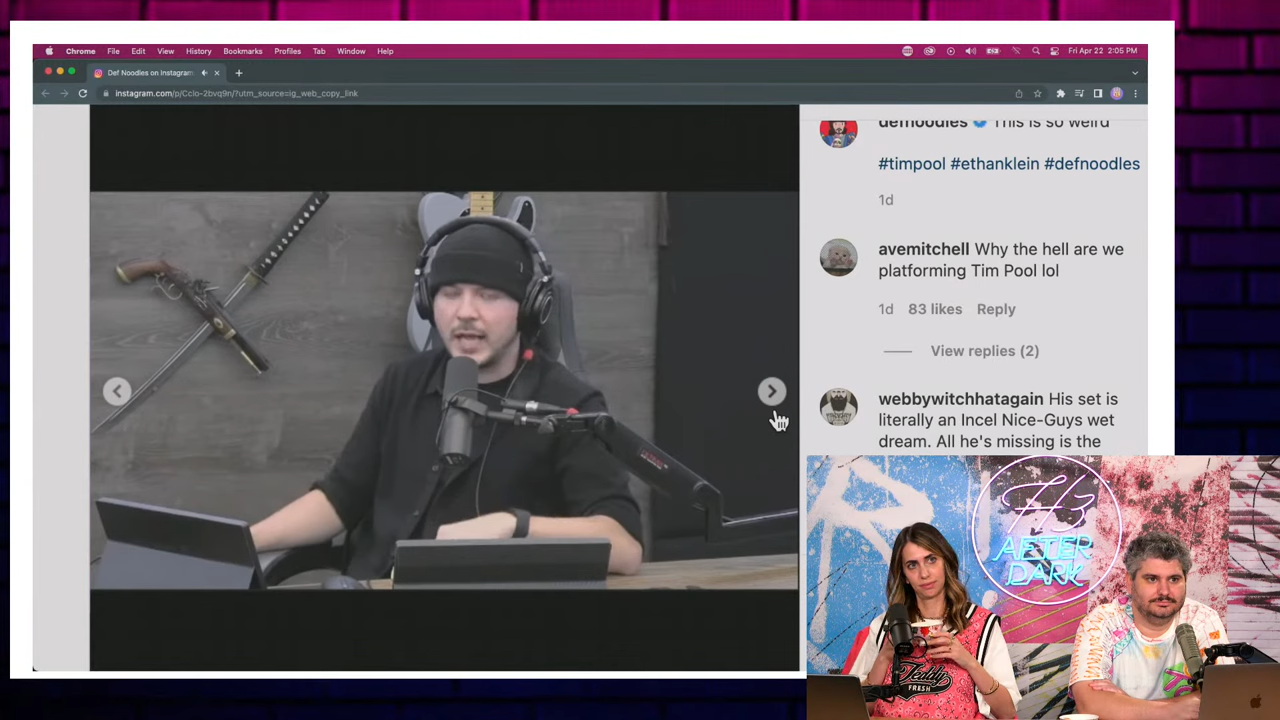 Chrome File Edit View History Bookmarks Profiles Tab Window Help
Fri Apr 22 2:05 PM
Def Noodles on Instagram
instagram.com/p/Cclo-2bvq9n/?utm_source=ig_web_copy_link
defnoodles This is so weird
#timpool #ethanklein #defnoodles
1d
avemitchell Why the hell are we
platforming Tim Pool lol
1d 83 likes Reply
View replies (2)
webbywitchhatagain His set is
literally an Incel Nice-Guys wet
dream. All he's missing is the
H3
AFTER
DARK
Teddy
FRESH